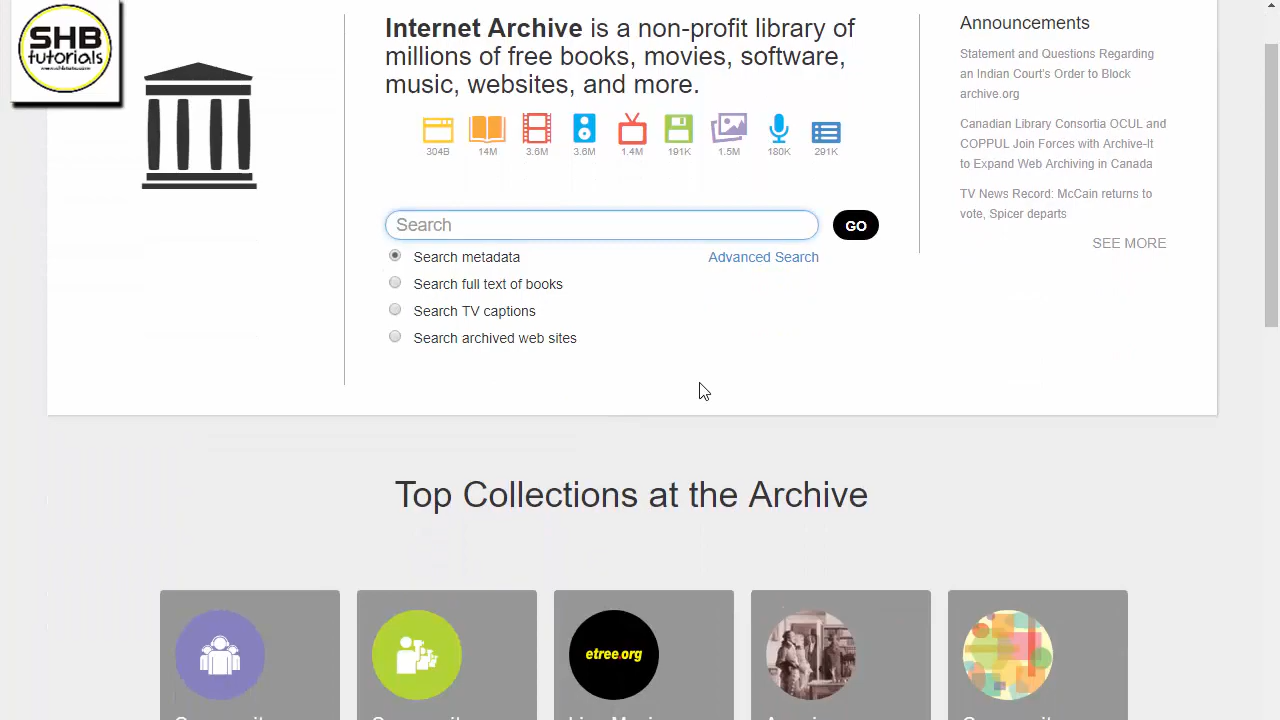 SHB
tutorials
Internet Archive is a non-profit library of
millions of free books, movies, software,
music, websites, and more.
304B 14M 3.6M 3.6M 1.4M 191K 1.5M 180K 291K
Search GO
Search metadata Advanced Search
Search full text of books
Search TV captions
Search archived web sites
Announcements
Statement and Questions Regarding
an Indian Court's Order to Block
archive.org
Canadian Library Consortia OCUL and
COPPUL Join Forces with Archive-It
to Expand Web Archiving in Canada
TV News Record: McCain returns to
vote, Spicer departs
SEE MORE
Top Collections at the Archive
etree.org